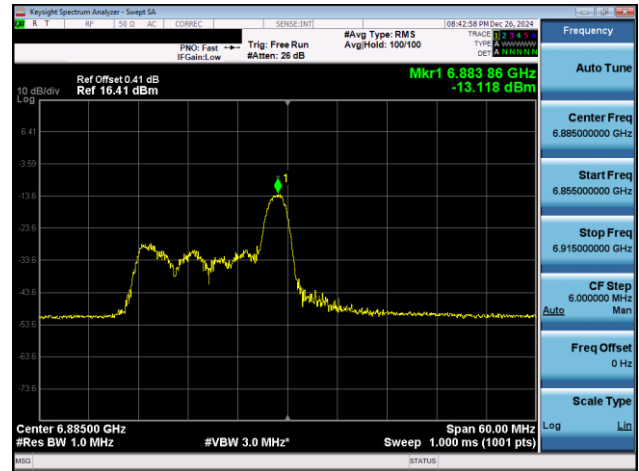 Keysight Spectrum Analyzer - Swept SA
LXI R T RF 50 Ω AC CORREC SENSE:INT 08:42:58 PM Dec 26, 2024
PNO: Fast
IFGain:Low
Trig: Free Run
#Atten: 26 dB
#Avg Type: RMS
Avg|Hold: 100/100
TRACE 1 2 3 4 5 6
TYPE A WWWWW
DET A NNNNN
Ref Offset 0.41 dB
10 dB/div Ref 16.41 dBm
Log
Mkr1 6.883 86 GHz
-13.118 dBm
1
6.41
-3.59
-13.6
-23.6
-33.6
-43.6
-53.6
-63.6
-73.6
Center 6.88500 GHz Span 60.00 MHz
#Res BW 1.0 MHz #VBW 3.0 MHz* Sweep 1.000 ms (1001 pts)
MSG STATUS
Frequency
Auto Tune
Center Freq
6.885000000 GHz
Start Freq
6.855000000 GHz
Stop Freq
6.915000000 GHz
CF Step
6.000000 MHz
Auto Man
Freq Offset
0 Hz
Scale Type
Log Lin